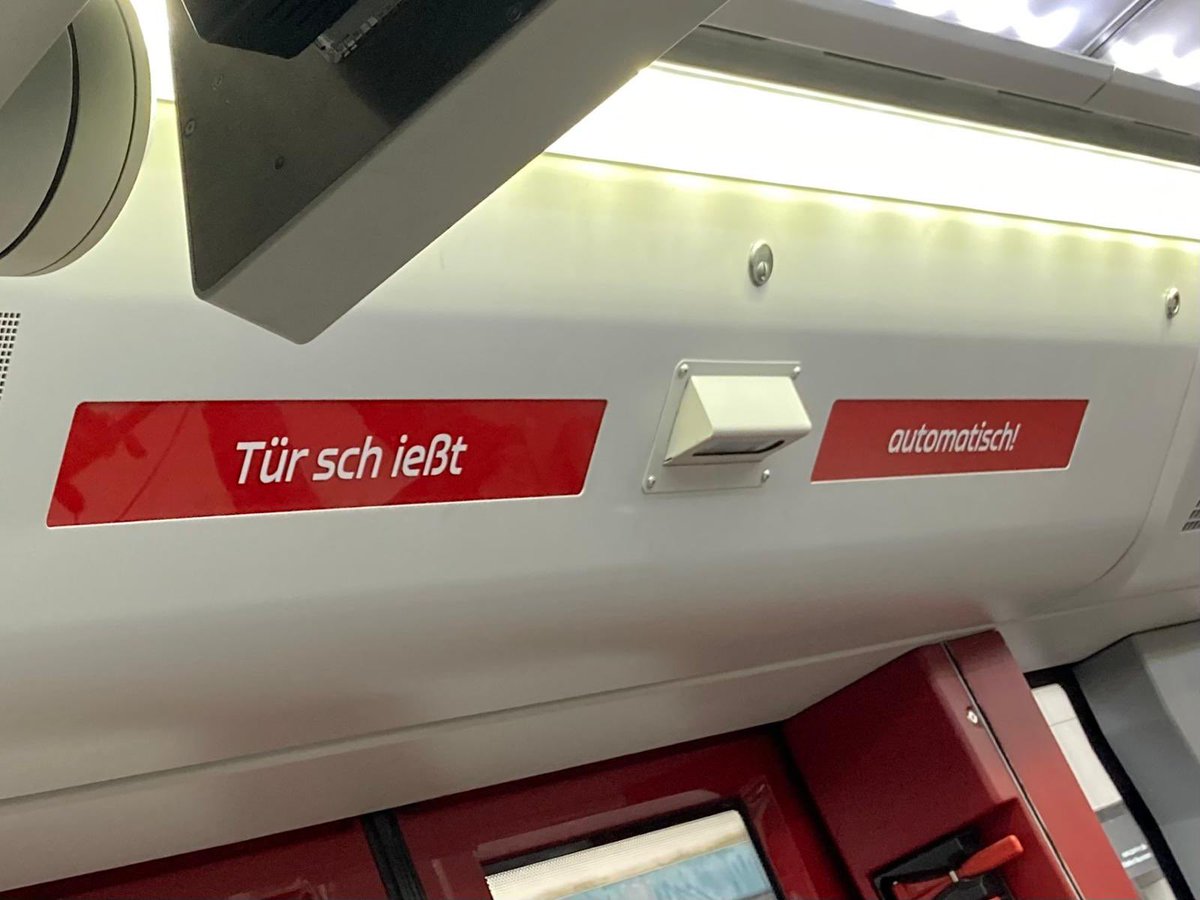 Tür sch ießt
automatisch!